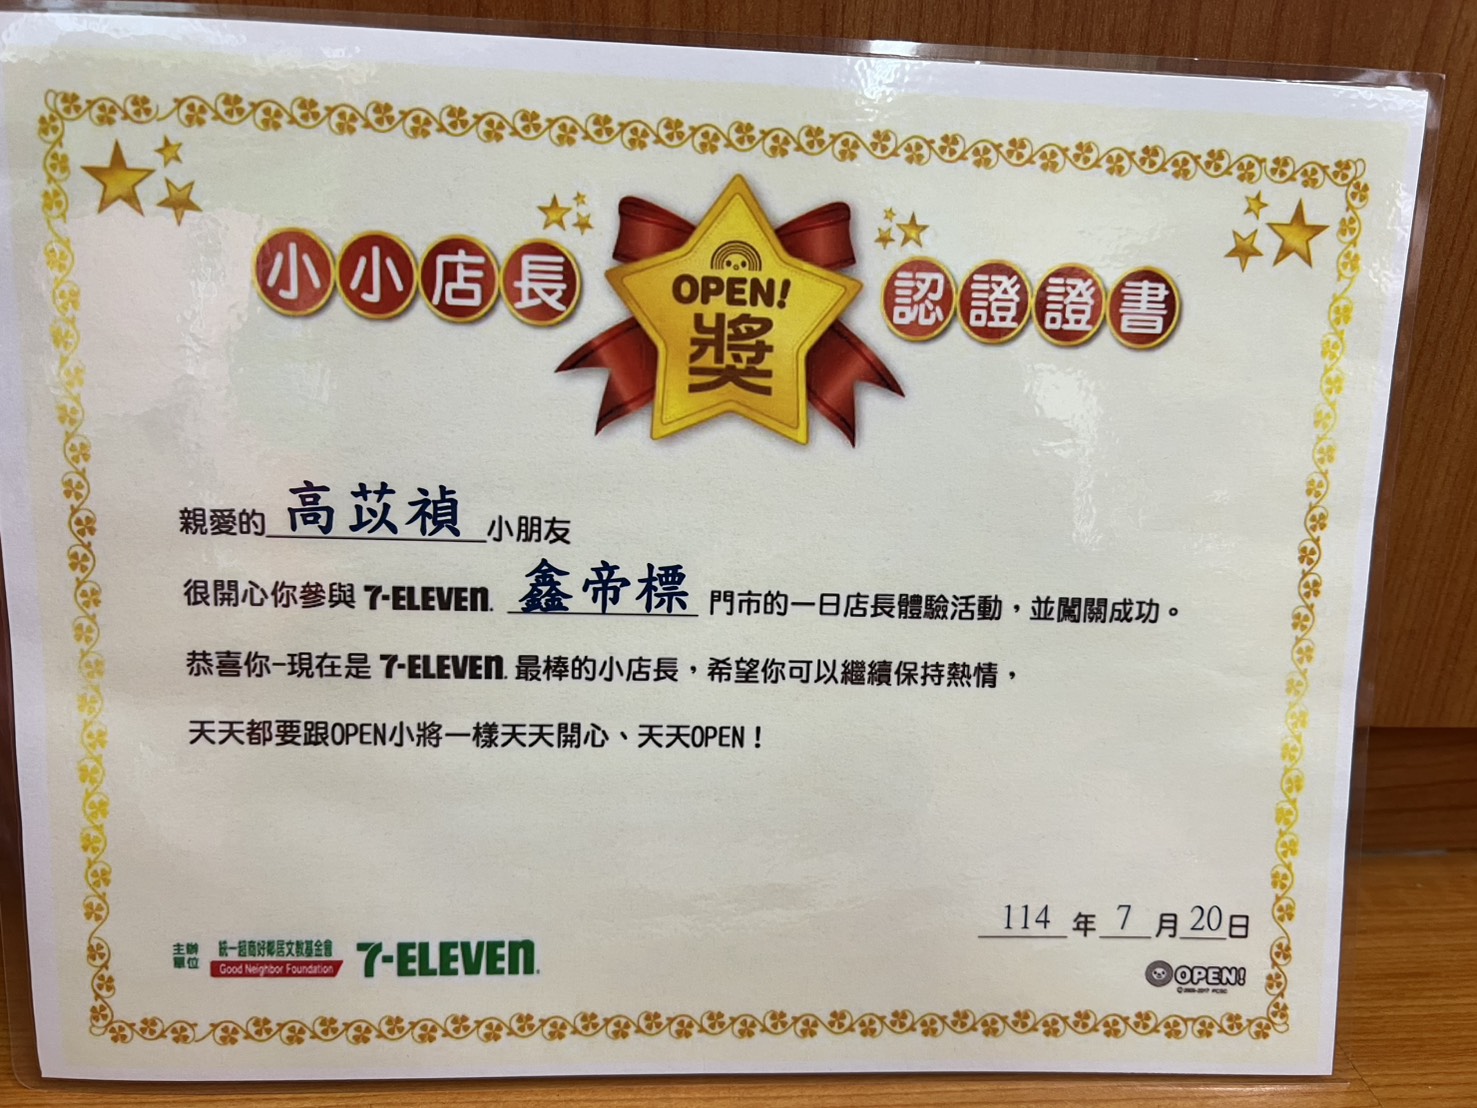 小小店長 OPEN!獎 認證證書
親愛的 高苡禎 小朋友
很開心你參與 7-ELEVEN. 鑫帝標 門市的一日店長體驗活動，並闖關成功。
恭喜你-現在是 7-ELEVEN. 最棒的小店長，希望你可以繼續保持熱情，
天天都要跟OPEN小將一樣天天開心、天天OPEN！
114 年 7 月 20 日
主辦單位 統一超商好鄰居文教基金會 Good Neighbor Foundation 7-ELEVEN.
OPEN!